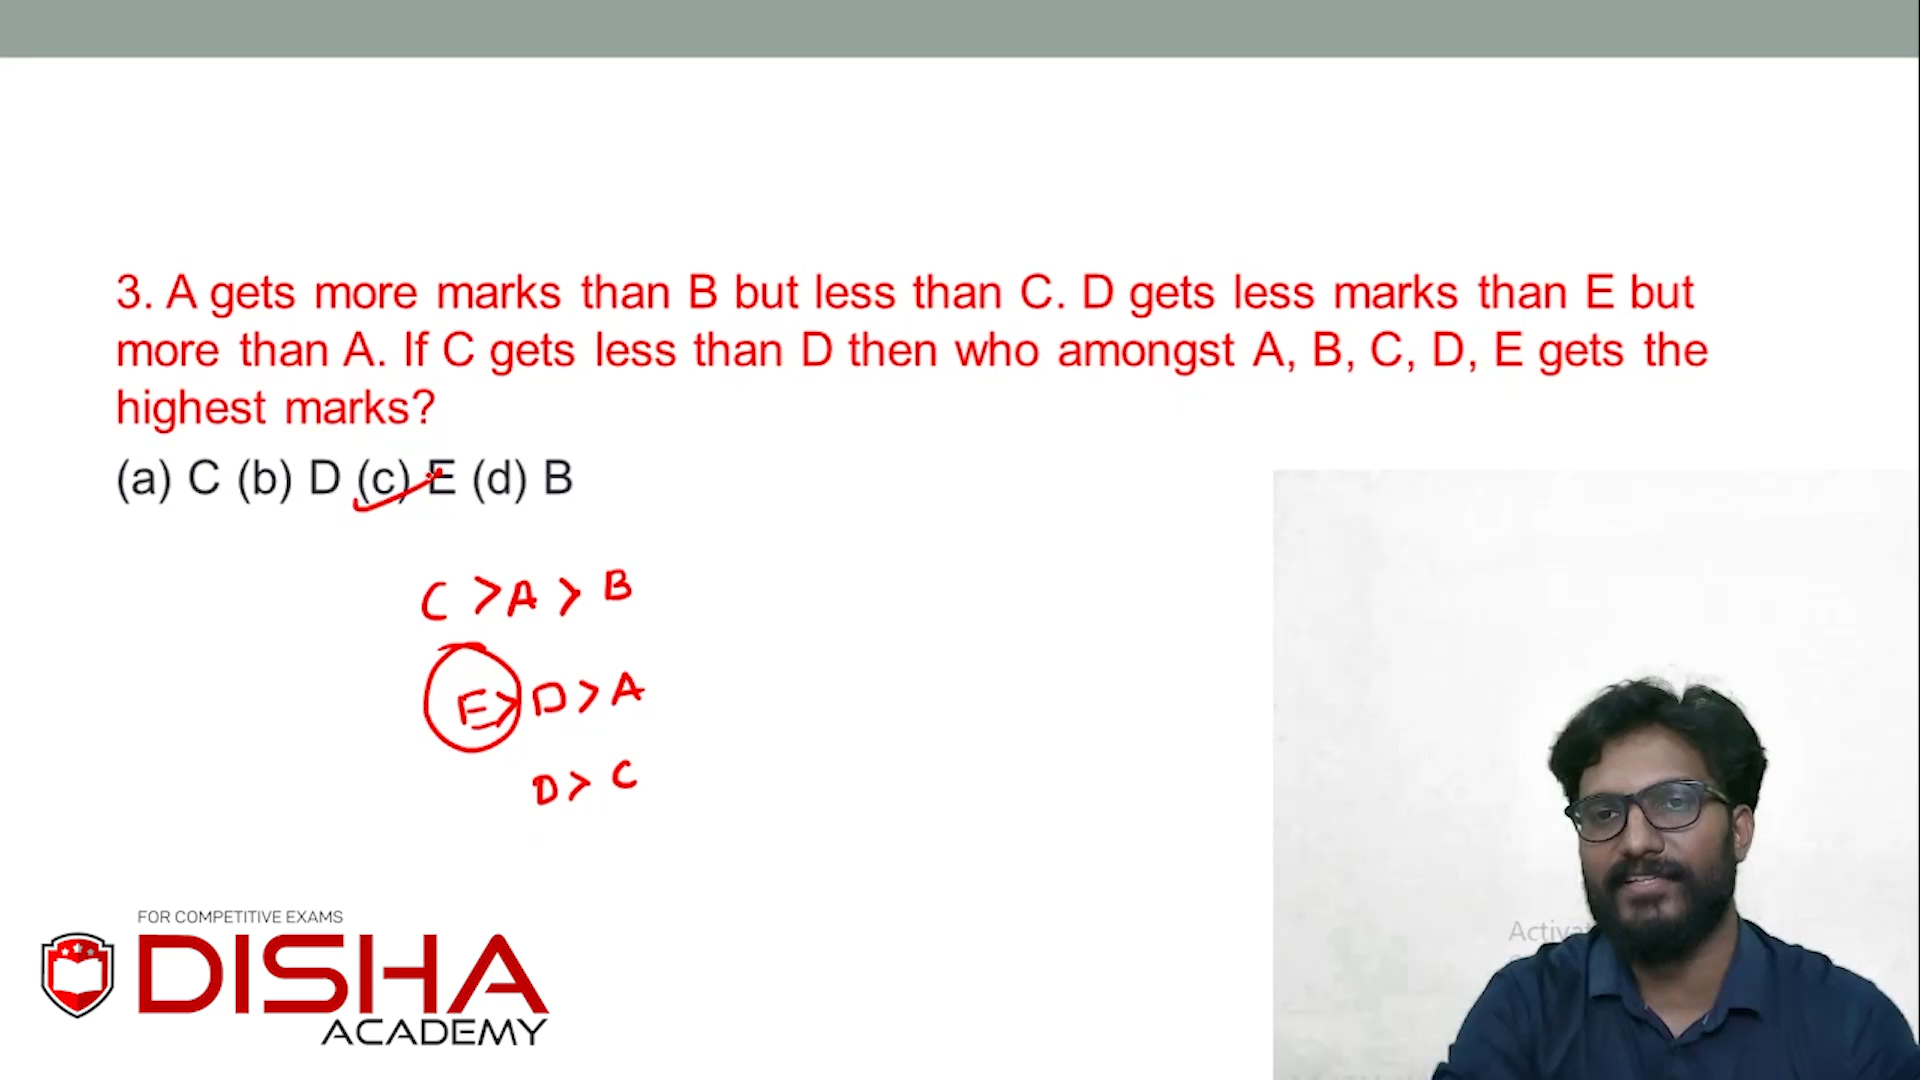 3. A gets more marks than B but less than C. D gets less marks than E but
more than A. If C gets less than D then who amongst A, B, C, D, E gets the
highest marks?
(a) C (b) D (c) E (d) B
C > A > B
E > D > A
D > C
FOR COMPETITIVE EXAMS
DISHA
ACADEMY